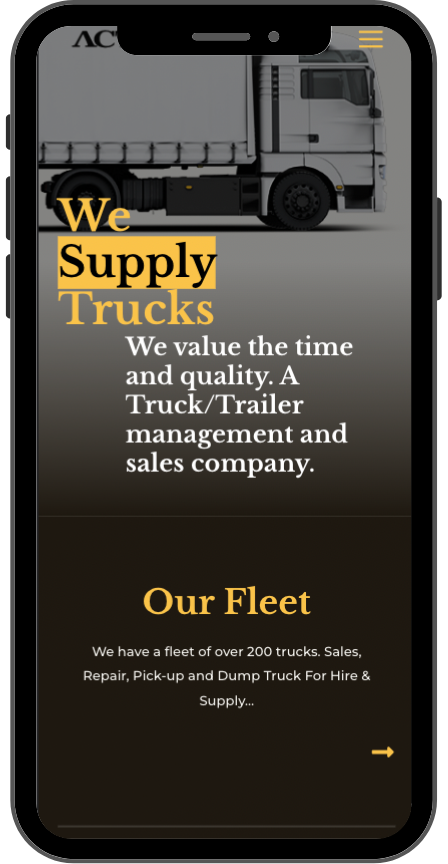 We
Supply
Trucks
We value the time
and quality. A
Truck/Trailer
management and
sales company.
Our Fleet
We have a fleet of over 200 trucks. Sales,
Repair, Pick-up and Dump Truck For Hire &
Supply...